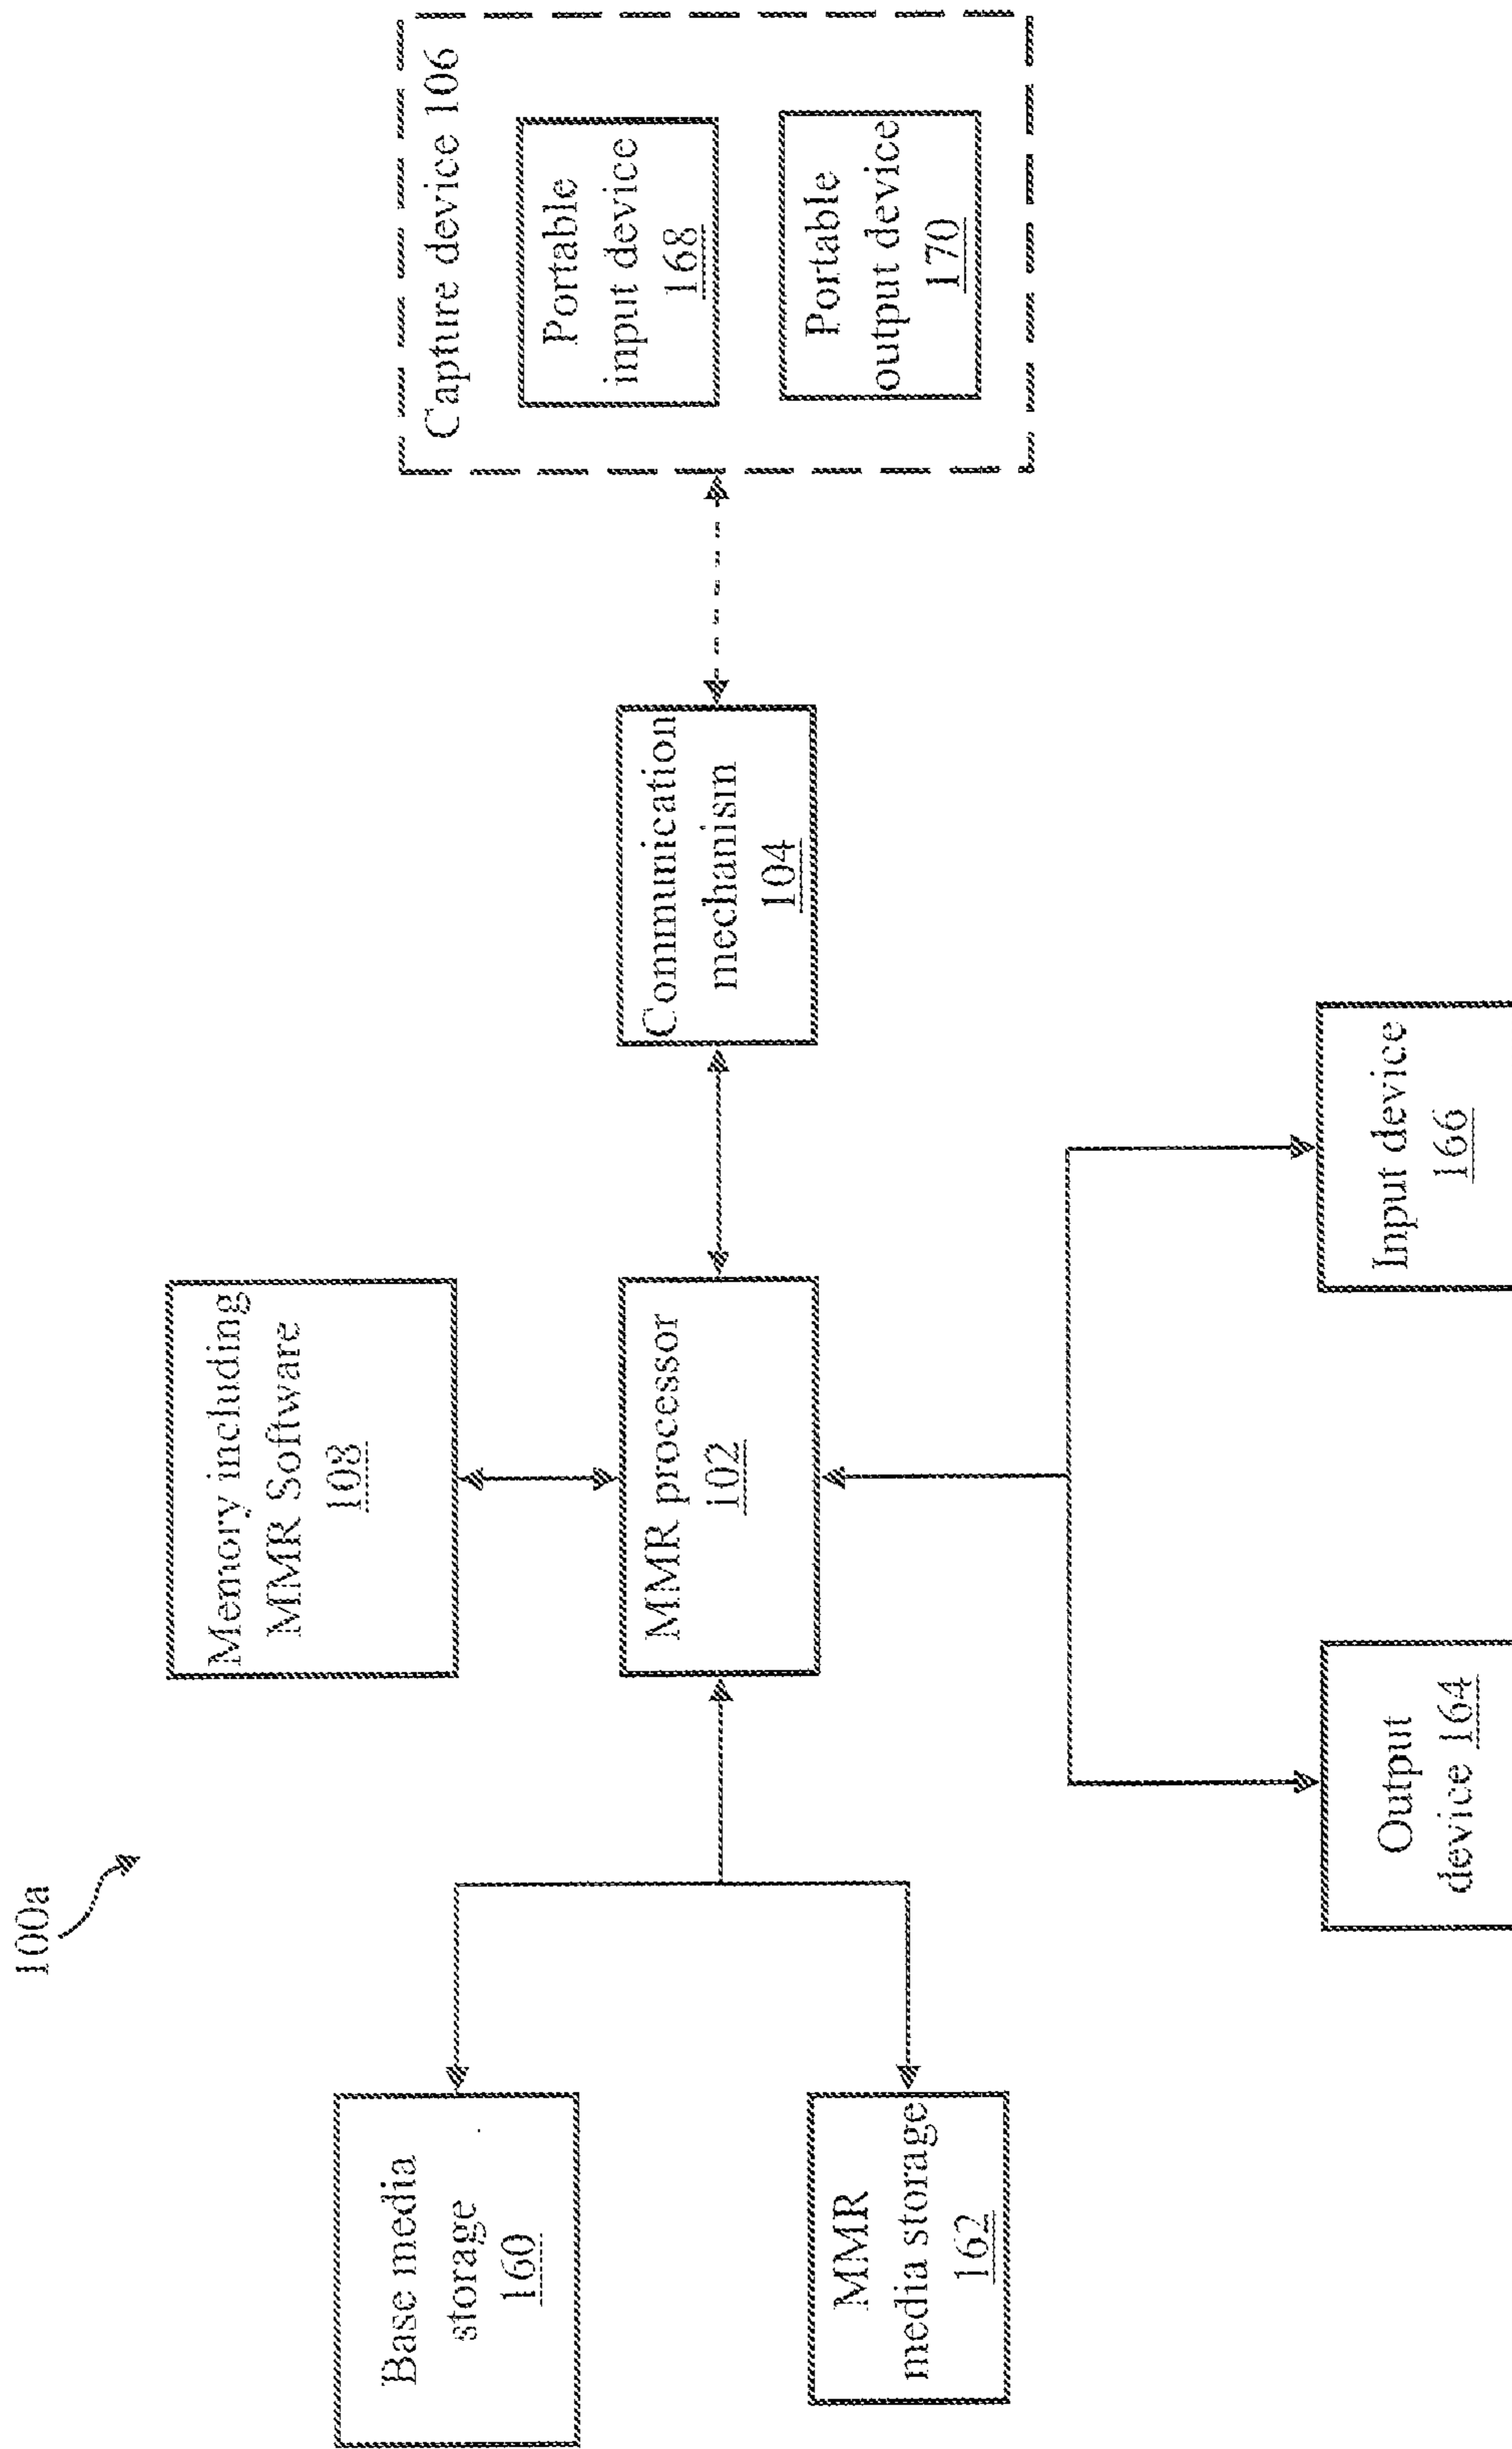 100a
Memory including
MMR Software
108
Capture device 106
Portable
input device
168
Portable
output device
170
Base media
storage
160
MMR processor
102
Communication
mechanism
104
MMR
media storage
162
Output
device 164
Input device
166